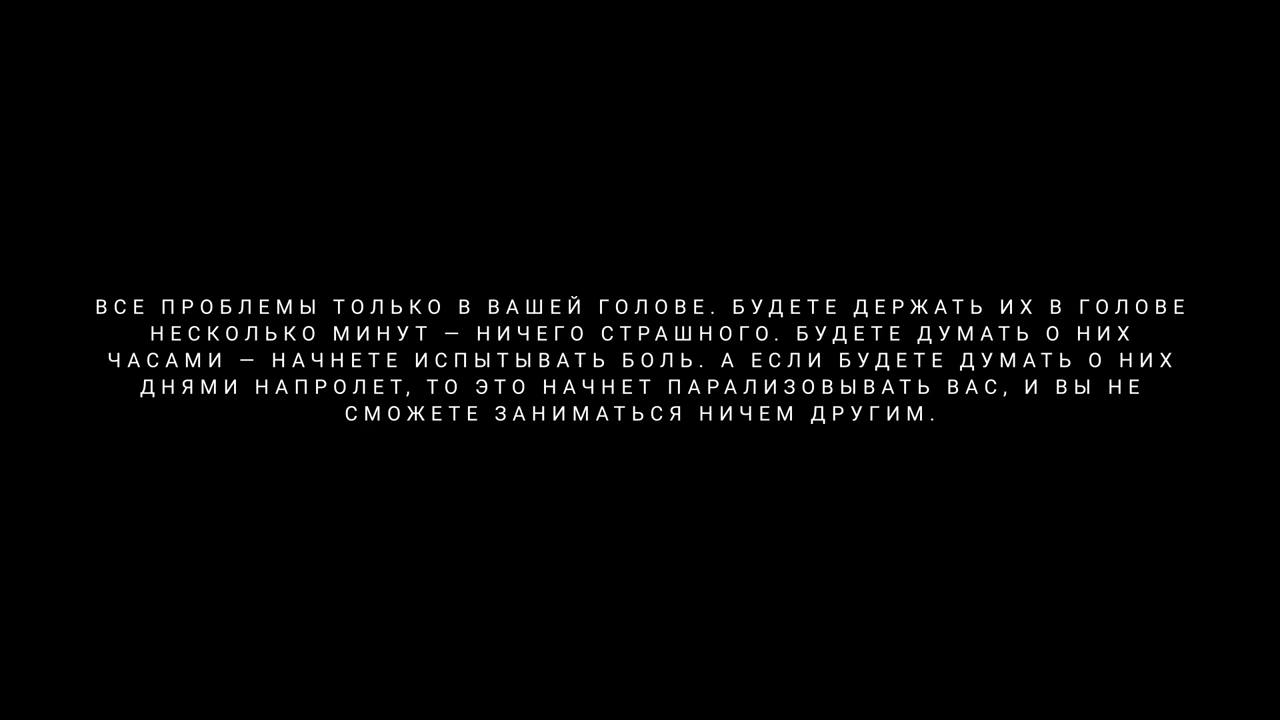 ВСЕ ПРОБЛЕМЫ ТОЛЬКО В ВАШЕЙ ГОЛОВЕ. БУДЕТЕ ДЕРЖАТЬ ИХ В ГОЛОВЕ
НЕСКОЛЬКО МИНУТ — НИЧЕГО СТРАШНОГО. БУДЕТЕ ДУМАТЬ О НИХ
ЧАСАМИ — НАЧНЕТЕ ИСПЫТЫВАТЬ БОЛЬ. А ЕСЛИ БУДЕТЕ ДУМАТЬ О НИХ
ДНЯМИ НАПРОЛЕТ, ТО ЭТО НАЧНЕТ ПАРАЛИЗОВЫВАТЬ ВАС, И ВЫ НЕ
СМОЖЕТЕ ЗАНИМАТЬСЯ НИЧЕМ ДРУГИМ.